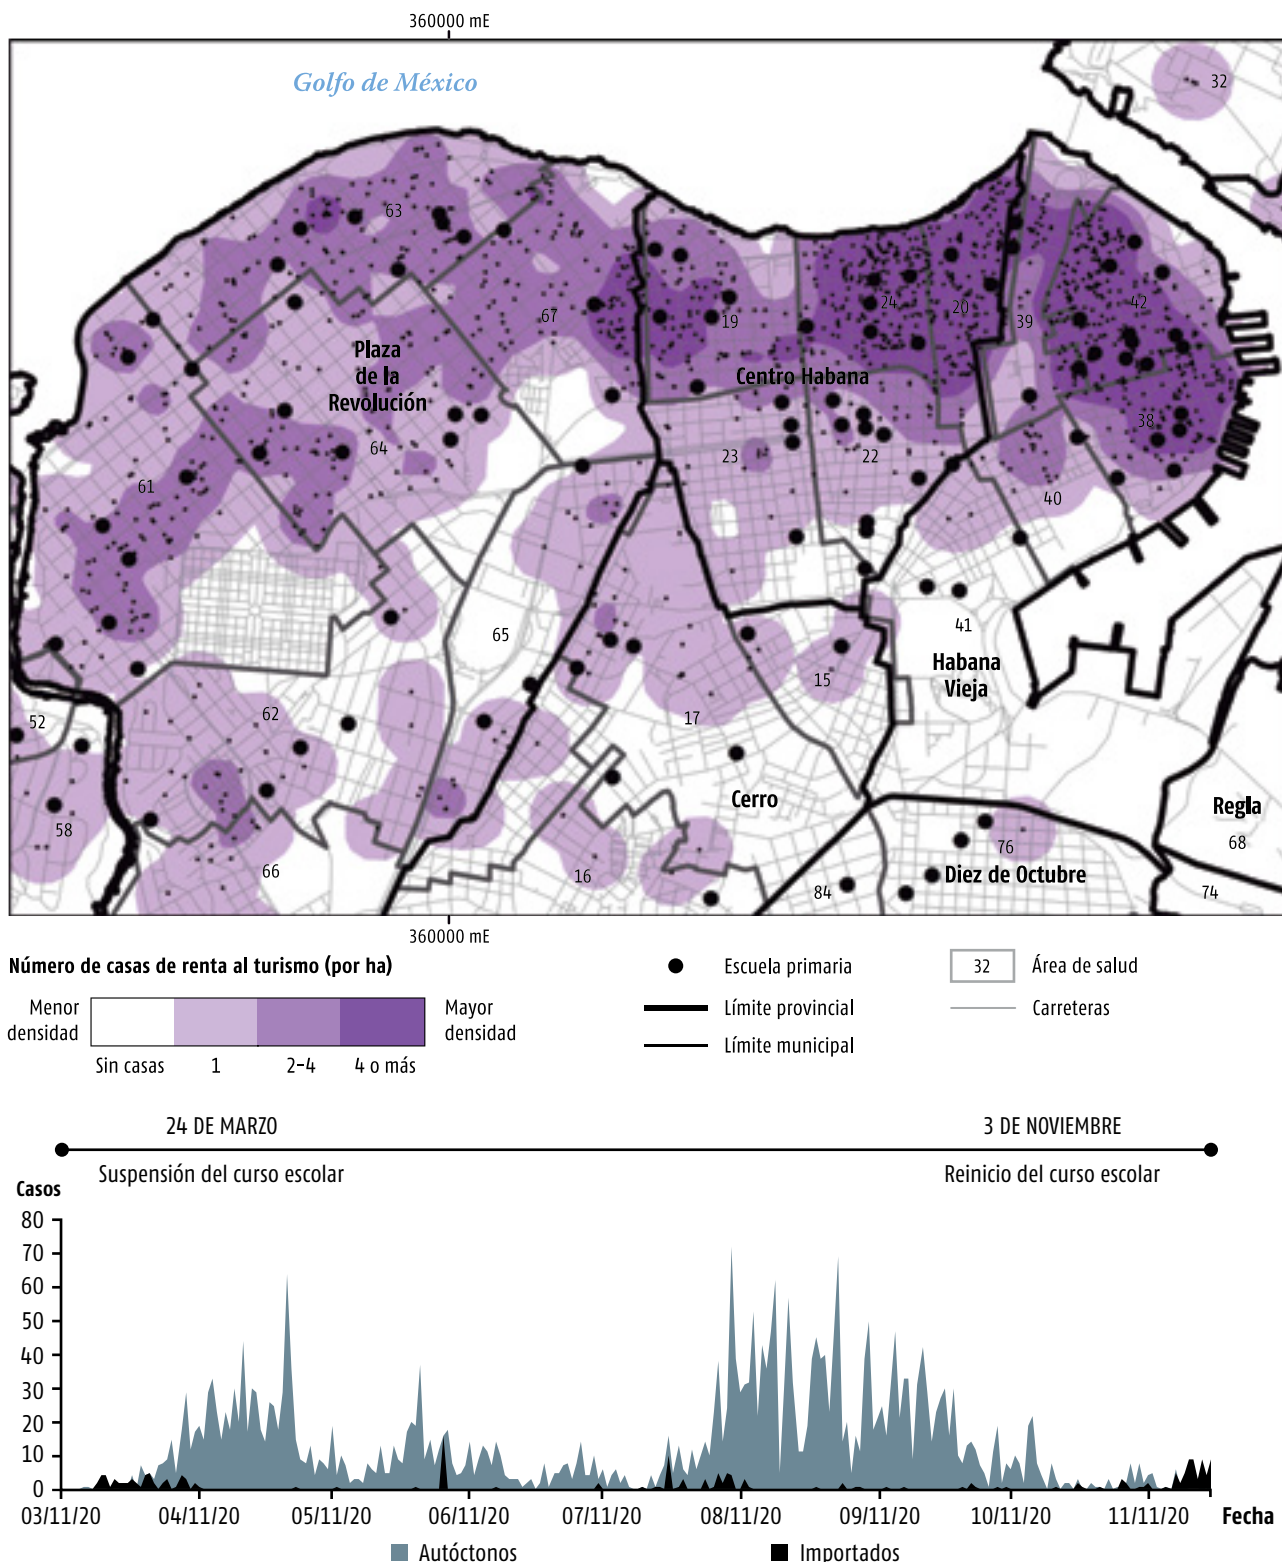 360000 mE
Golfo de México
32
63
67
19
24
20
39
42
Plaza
de la
Revolución
Centro Habana
64
23
22
38
61
40
65
41
Habana
Vieja
15
52
62
17
Cerro
Regla
58
66
16
76
68
Diez de Octubre
84
74
360000 mE
Número de casas de renta al turismo (por ha)
Menor
densidad
Mayor
densidad
Sin casas
1
2–4
4 o más
Escuela primaria
Límite provincial
Límite municipal
32
Área de salud
Carreteras
24 DE MARZO
3 DE NOVIEMBRE
Suspensión del curso escolar
Reinicio del curso escolar
Casos
80
70
60
50
40
30
20
10
0
03/11/20
04/11/20
05/11/20
06/11/20
07/11/20
08/11/20
09/11/20
10/11/20
11/11/20
Fecha
Autóctonos
Importados